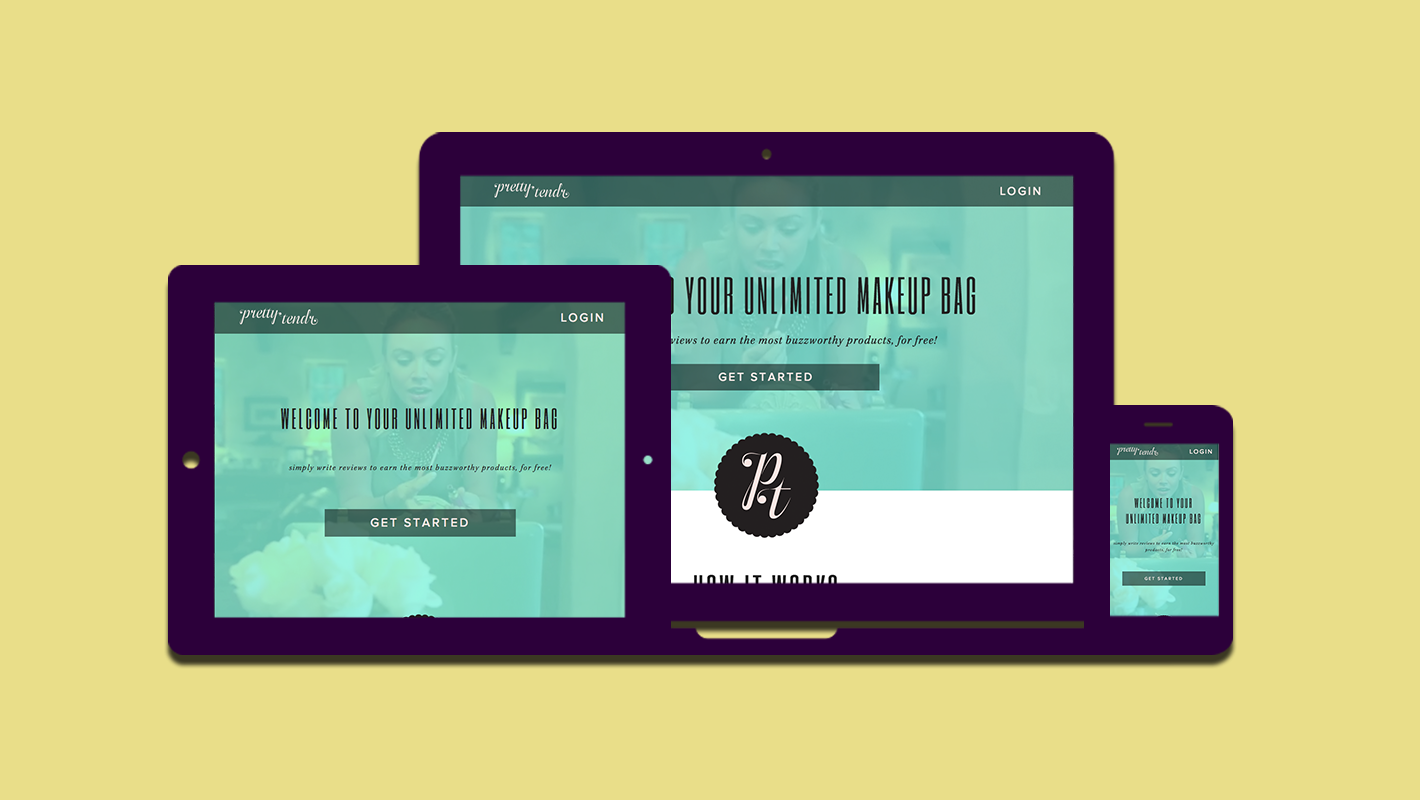 pretty tendr
LOGIN
YOUR UNLIMITED MAKEUP BAG
to earn the most buzzworthy products, for free!
GET STARTED
Pt
HOW IT WORKS
pretty tendr
LOGIN
WELCOME TO YOUR UNLIMITED MAKEUP BAG
simply write reviews to earn the most buzzworthy products, for free!
GET STARTED
pretty tendr
LOGIN
WELCOME TO YOUR
UNLIMITED MAKEUP BAG
simply write reviews to earn the most buzzworthy
products, for free!
GET STARTED